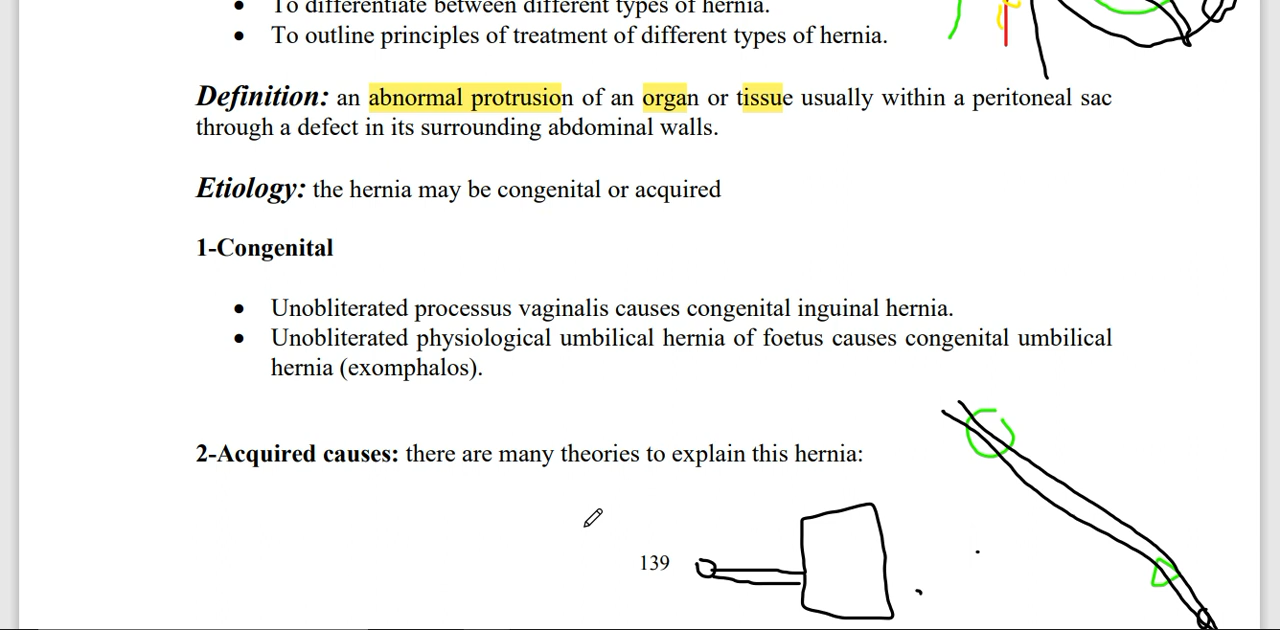 • To differentiate between different types of hernia.
• To outline principles of treatment of different types of hernia.
Definition: an abnormal protrusion of an organ or tissue usually within a peritoneal sac
through a defect in its surrounding abdominal walls.
Etiology: the hernia may be congenital or acquired
1-Congenital
• Unobliterated processus vaginalis causes congenital inguinal hernia.
• Unobliterated physiological umbilical hernia of foetus causes congenital umbilical
hernia (exomphalos).
2-Acquired causes: there are many theories to explain this hernia:
139